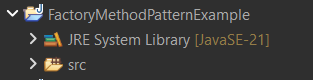 FactoryMethodPatternExample
JRE System Library [JavaSE-21]
src